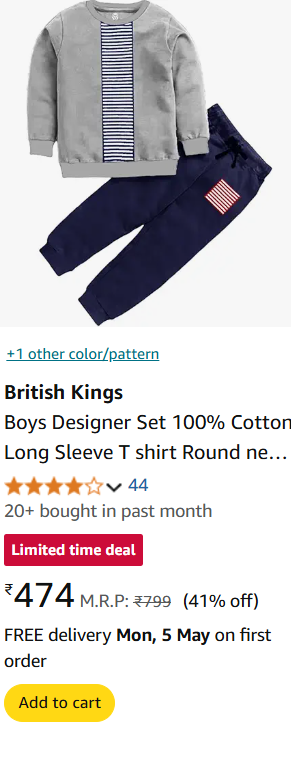 +1 other color/pattern
British Kings
Boys Designer Set 100% Cotton
Long Sleeve T shirt Round ne...
44
20+ bought in past month
Limited time deal
₹474 M.R.P: ₹799 (41% off)
FREE delivery Mon, 5 May on first
order
Add to cart